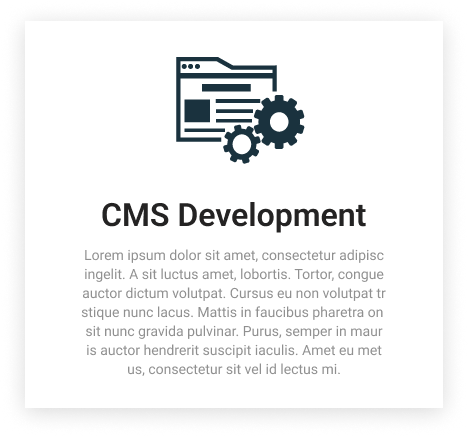 CMS Development
Lorem ipsum dolor sit amet, consectetur adipisc
ingelit. A sit luctus amet, lobortis. Tortor, congue
auctor dictum volutpat. Cursus eu non volutpat tr
stique nunc lacus. Mattis in faucibus pharetra on
sit nunc gravida pulvinar. Purus, semper in maur
is auctor hendrerit suscipit iaculis. Amet eu met
us, consectetur sit vel id lectus mi.